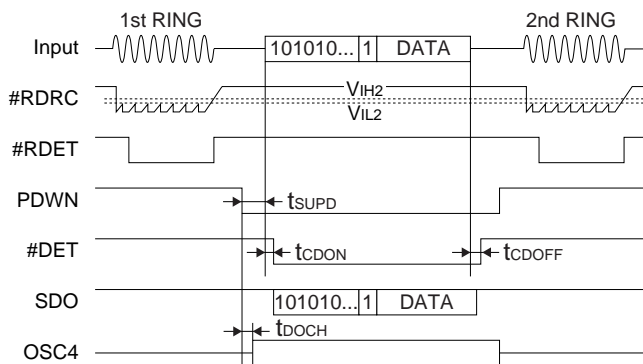 1st RING
2nd RING
Input
101010... 1 DATA
#RDRC
VIH2
VIL2
#RDET
PDWN
tSUPD
#DET
tCDON
tCDOFF
SDO
101010... 1 DATA
tDOCH
OSC4